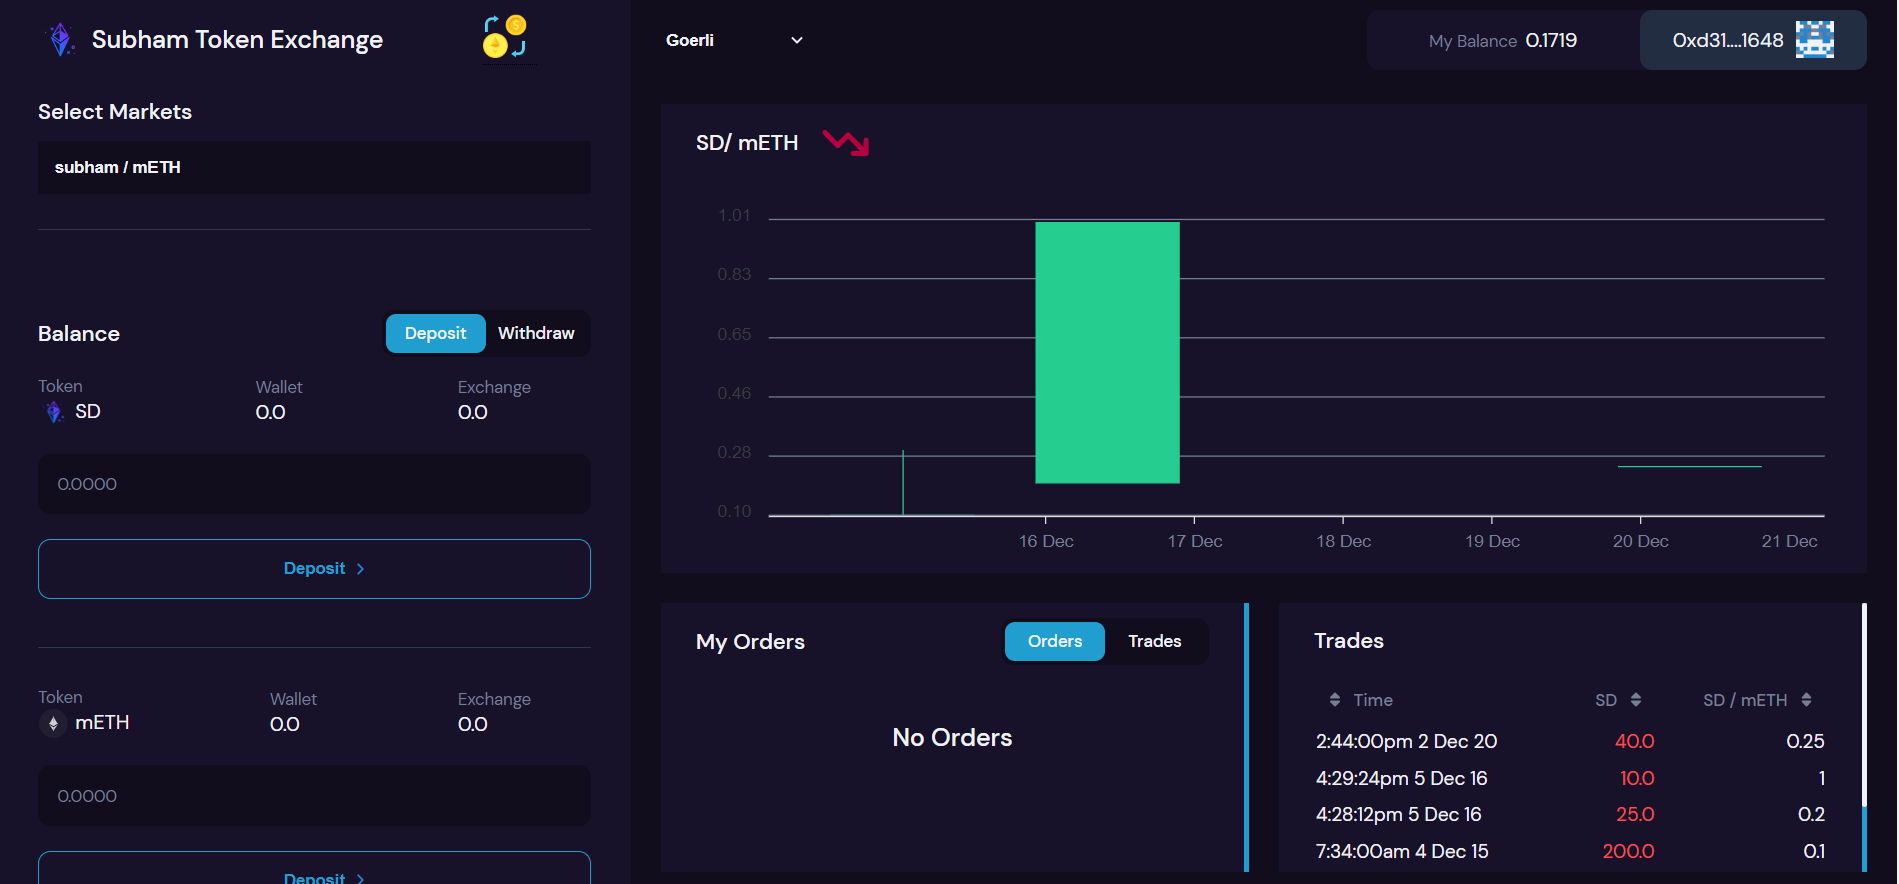 Subham Token Exchange
Select Markets
subham / mETH
Balance
Deposit Withdraw
Token Wallet Exchange
SD 0.0 0.0
0.0000
Deposit >
Token Wallet Exchange
mETH 0.0 0.0
0.0000
Deposit >
Goerli
My Balance 0.1719 0xd31....1648
SD/ mETH
1.01
0.83
0.65
0.46
0.28
0.10
16 Dec 17 Dec 18 Dec 19 Dec 20 Dec 21 Dec
My Orders
Orders Trades
No Orders
Trades
Time SD SD / mETH
2:44:00pm 2 Dec 20 40.0 0.25
4:29:24pm 5 Dec 16 10.0 1
4:28:12pm 5 Dec 16 25.0 0.2
7:34:00am 4 Dec 15 200.0 0.1